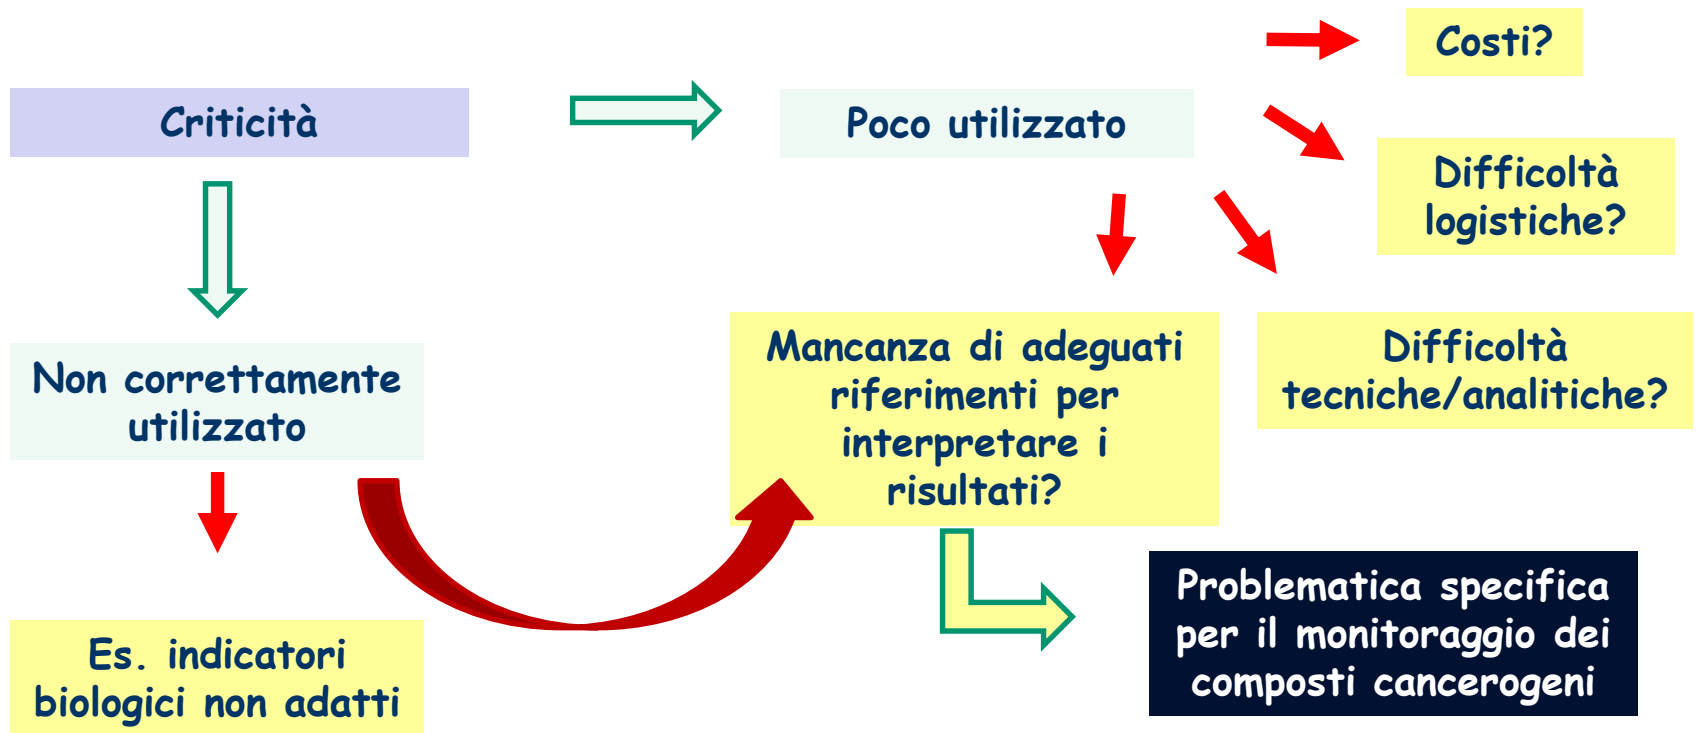 Costi?
Criticità
Poco utilizzato
Difficoltà
logistiche?
Non correttamente
utilizzato
Mancanza di adeguati
riferimenti per
interpretare i
risultati?
Difficoltà
tecniche/analitiche?
Es. indicatori
biologici non adatti
Problematica specifica
per il monitoraggio dei
composti cancerogeni